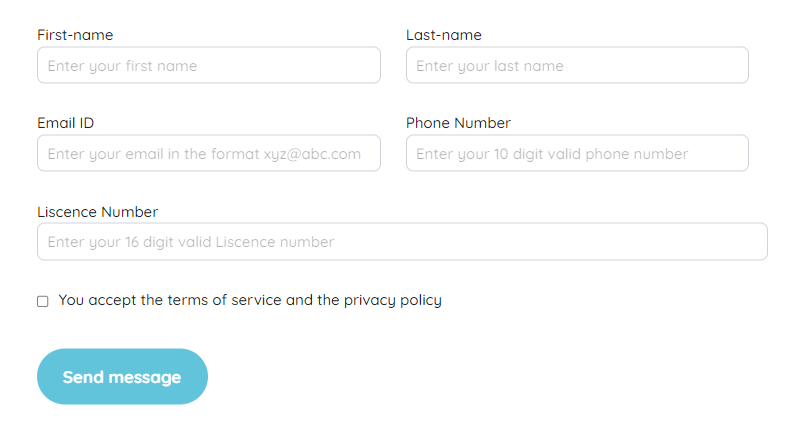 First-name
Last-name
Enter your first name
Enter your last name
Email ID
Phone Number
Enter your email in the format xyz@abc.com
Enter your 10 digit valid phone number
Liscence Number
Enter your 16 digit valid Liscence number
You accept the terms of service and the privacy policy
Send message